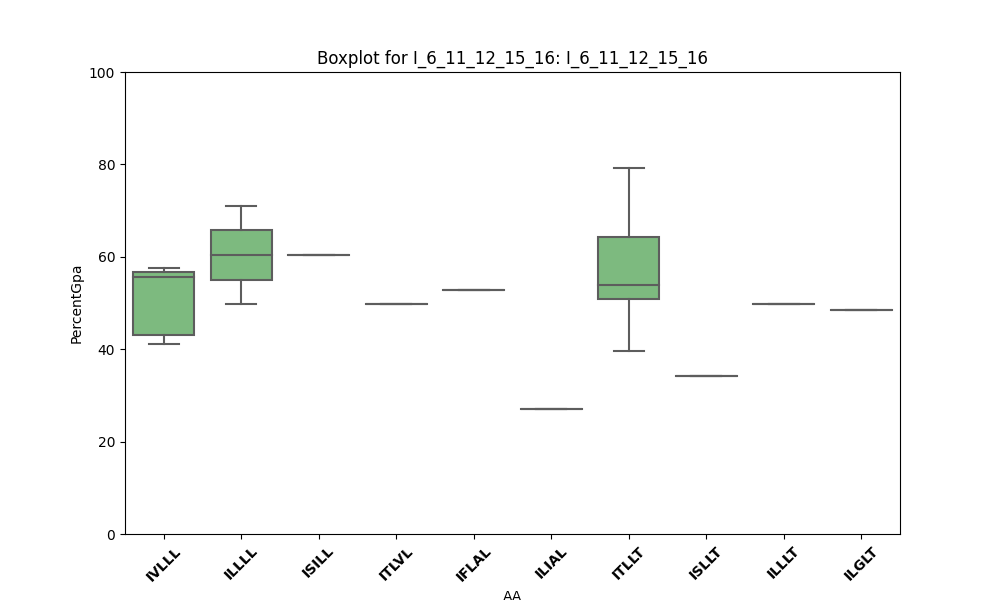 Boxplot for I_6_11_12_15_16: I_6_11_12_15_16
PercentGpa
100
80
60
40
20
0
IVLLL
ILLLL
ISILL
ITLVL
IFLAL
ILIAL
ITLLT
ISLLT
ILLLT
ILGLT
AA